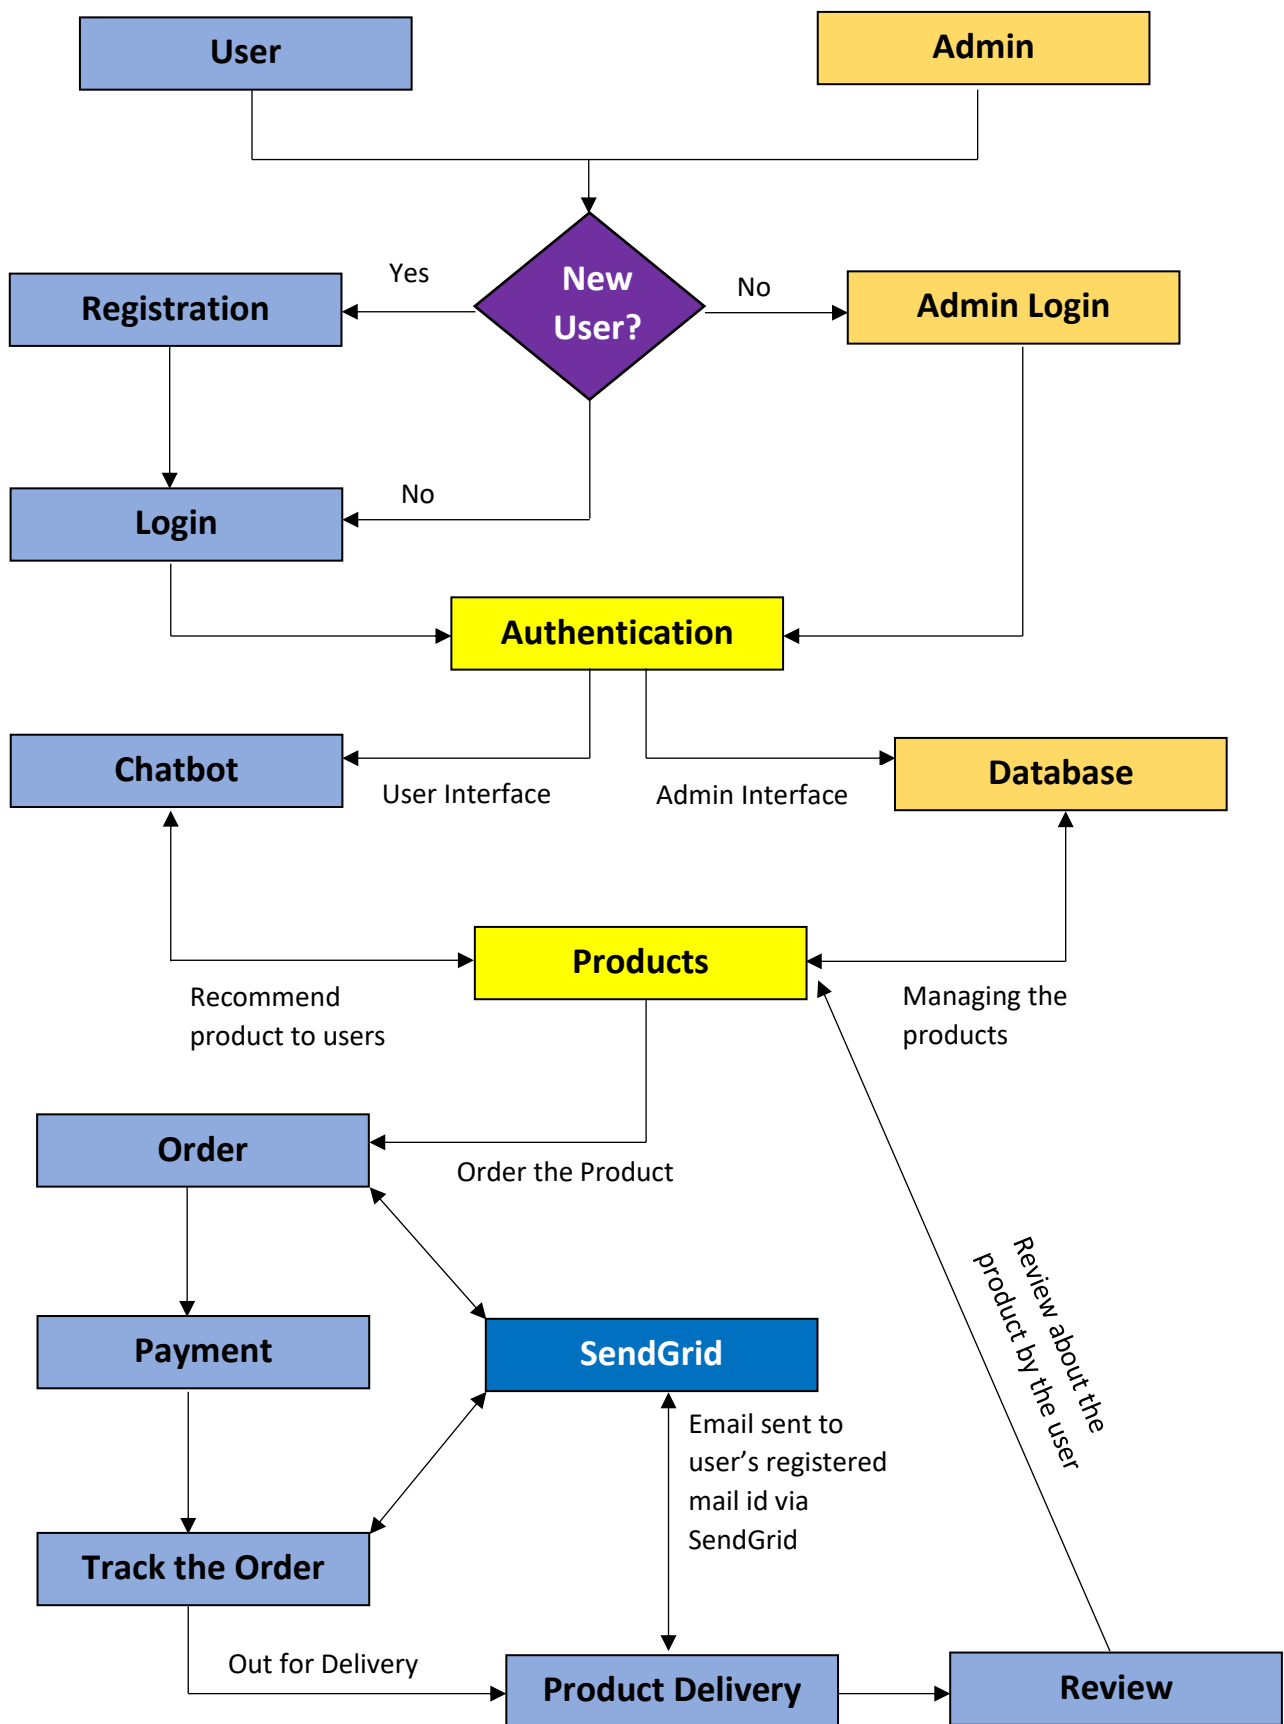 User
Admin
New
User?
Yes
No
Registration
Admin Login
No
Login
Authentication
Chatbot
User Interface
Admin Interface
Database
Products
Recommend
product to users
Managing the
products
Order
Order the Product
Review about the
product by the user
Payment
SendGrid
Email sent to
user’s registered
mail id via
SendGrid
Track the Order
Out for Delivery
Product Delivery
Review